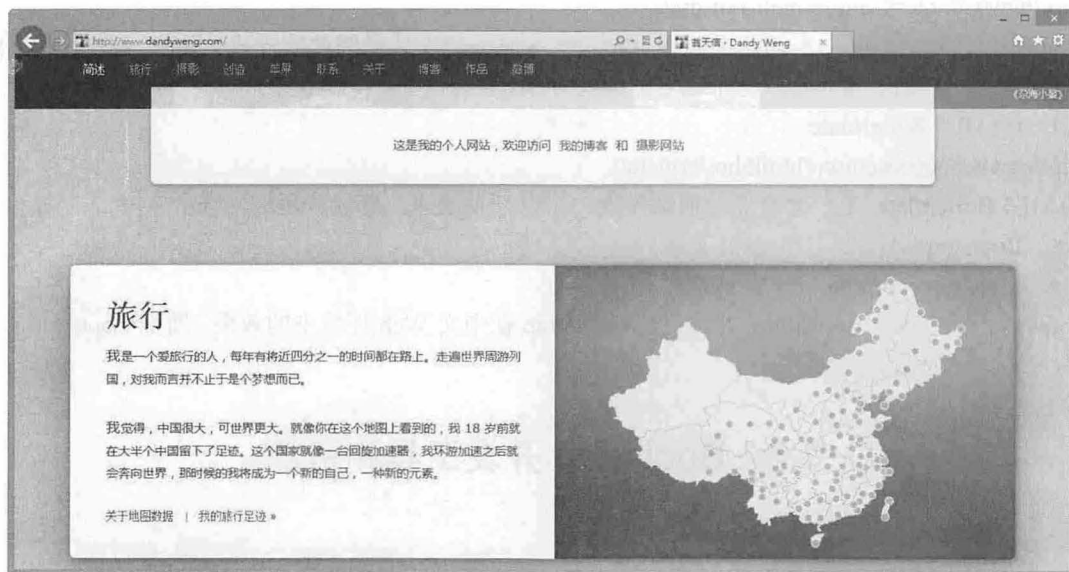 http://www.dandyweng.com/
翁天信 · Dandy Weng
简述 旅行 摄影 创造 苹屏 联系 关于 博客 作品 微博
这是我的个人网站，欢迎访问 我的博客 和 摄影网站
旅行
我是一个爱旅行的人，每年有将近四分之一的时间都在路上。走遍世界周游列
国，对我而言并不止于是个梦想而已。
我觉得，中国很大，可世界更大。就像你在这个地图上看到的，我 18 岁前就
在大半个中国留下了足迹。这个国家就像一台回旋加速器，我环游加速之后就
会奔向世界，那时候的我将成为一个新的自己，一种新的元素。
关于地图数据 | 我的旅行足迹 »